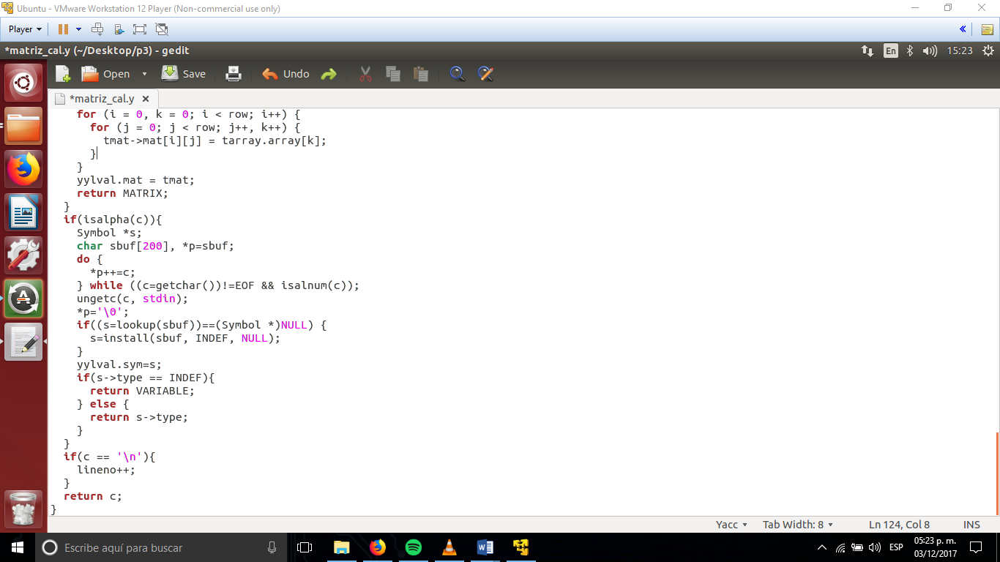 Ubuntu - VMware Workstation 12 Player (Non-commercial use only)
Player
*matriz_cal.y (~/Desktop/p3) - gedit
En
15:23
Open
Save
Undo
*matriz_cal.y
for (i = 0, k = 0; i < row; i++) {
for (j = 0; j < row; j++, k++) {
tmat->mat[i][j] = tarray.array[k];
}
}
yylval.mat = tmat;
return MATRIX;
}
if(isalpha(c)){
Symbol *s;
char sbuf[200], *p=sbuf;
do {
*p++=c;
} while ((c=getchar())!=EOF && isalnum(c));
ungetc(c, stdin);
*p='\0';
if((s=lookup(sbuf))==(Symbol *)NULL) {
s=install(sbuf, INDEF, NULL);
}
yylval.sym=s;
if(s->type == INDEF){
return VARIABLE;
} else {
return s->type;
}
}
if(c == '\n'){
lineno++;
}
return c;
}
Yacc
Tab Width: 8
Ln 124, Col 8
INS
Escribe aquí para buscar
ESP
05:23 p. m.
03/12/2017